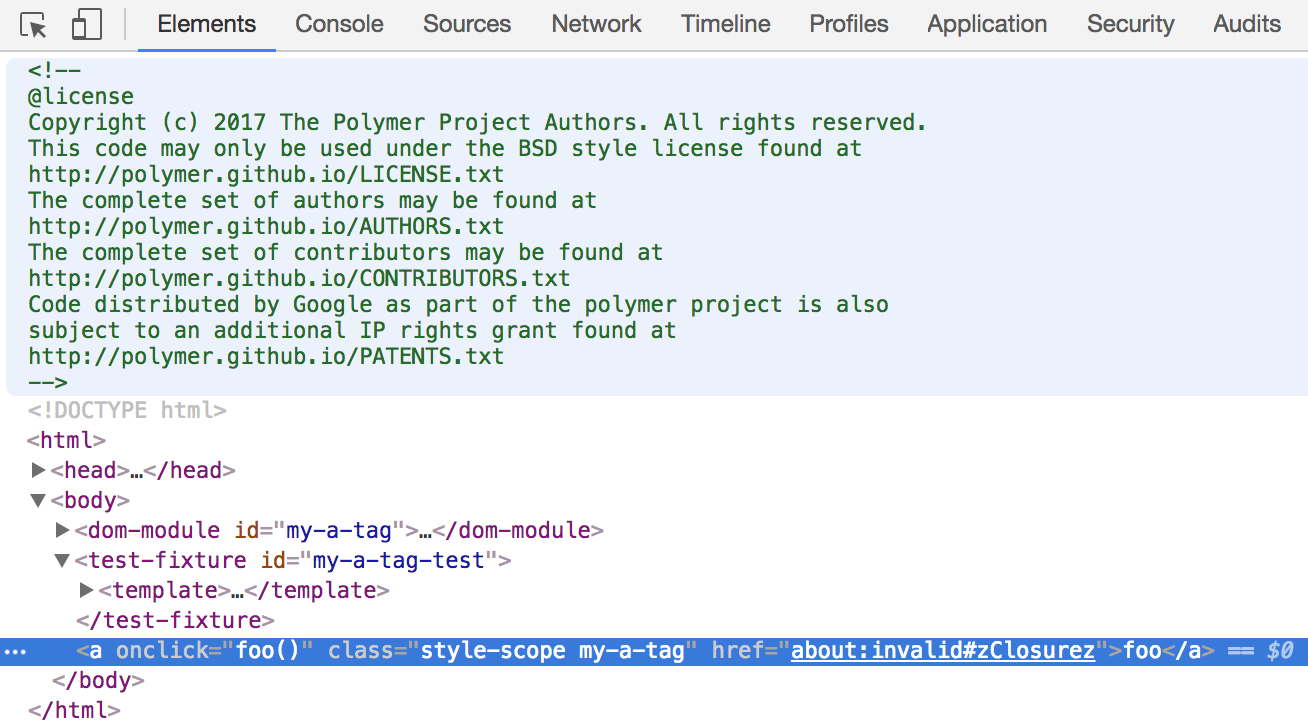 Elements Console Sources Network Timeline Profiles Application Security Audits
<!--
@license
Copyright (c) 2017 The Polymer Project Authors. All rights reserved.
This code may only be used under the BSD style license found at
http://polymer.github.io/LICENSE.txt
The complete set of authors may be found at
http://polymer.github.io/AUTHORS.txt
The complete set of contributors may be found at
http://polymer.github.io/CONTRIBUTORS.txt
Code distributed by Google as part of the polymer project is also
subject to an additional IP rights grant found at
http://polymer.github.io/PATENTS.txt
-->
<!DOCTYPE html>
<html>
▶<head>…</head>
▼<body>
▶<dom-module id="my-a-tag">…</dom-module>
▼<test-fixture id="my-a-tag-test">
▶<template>…</template>
</test-fixture>
… <a onclick="foo()" class="style-scope my-a-tag" href="about:invalid#zClosurez">foo</a> == $0
</body>
</html>